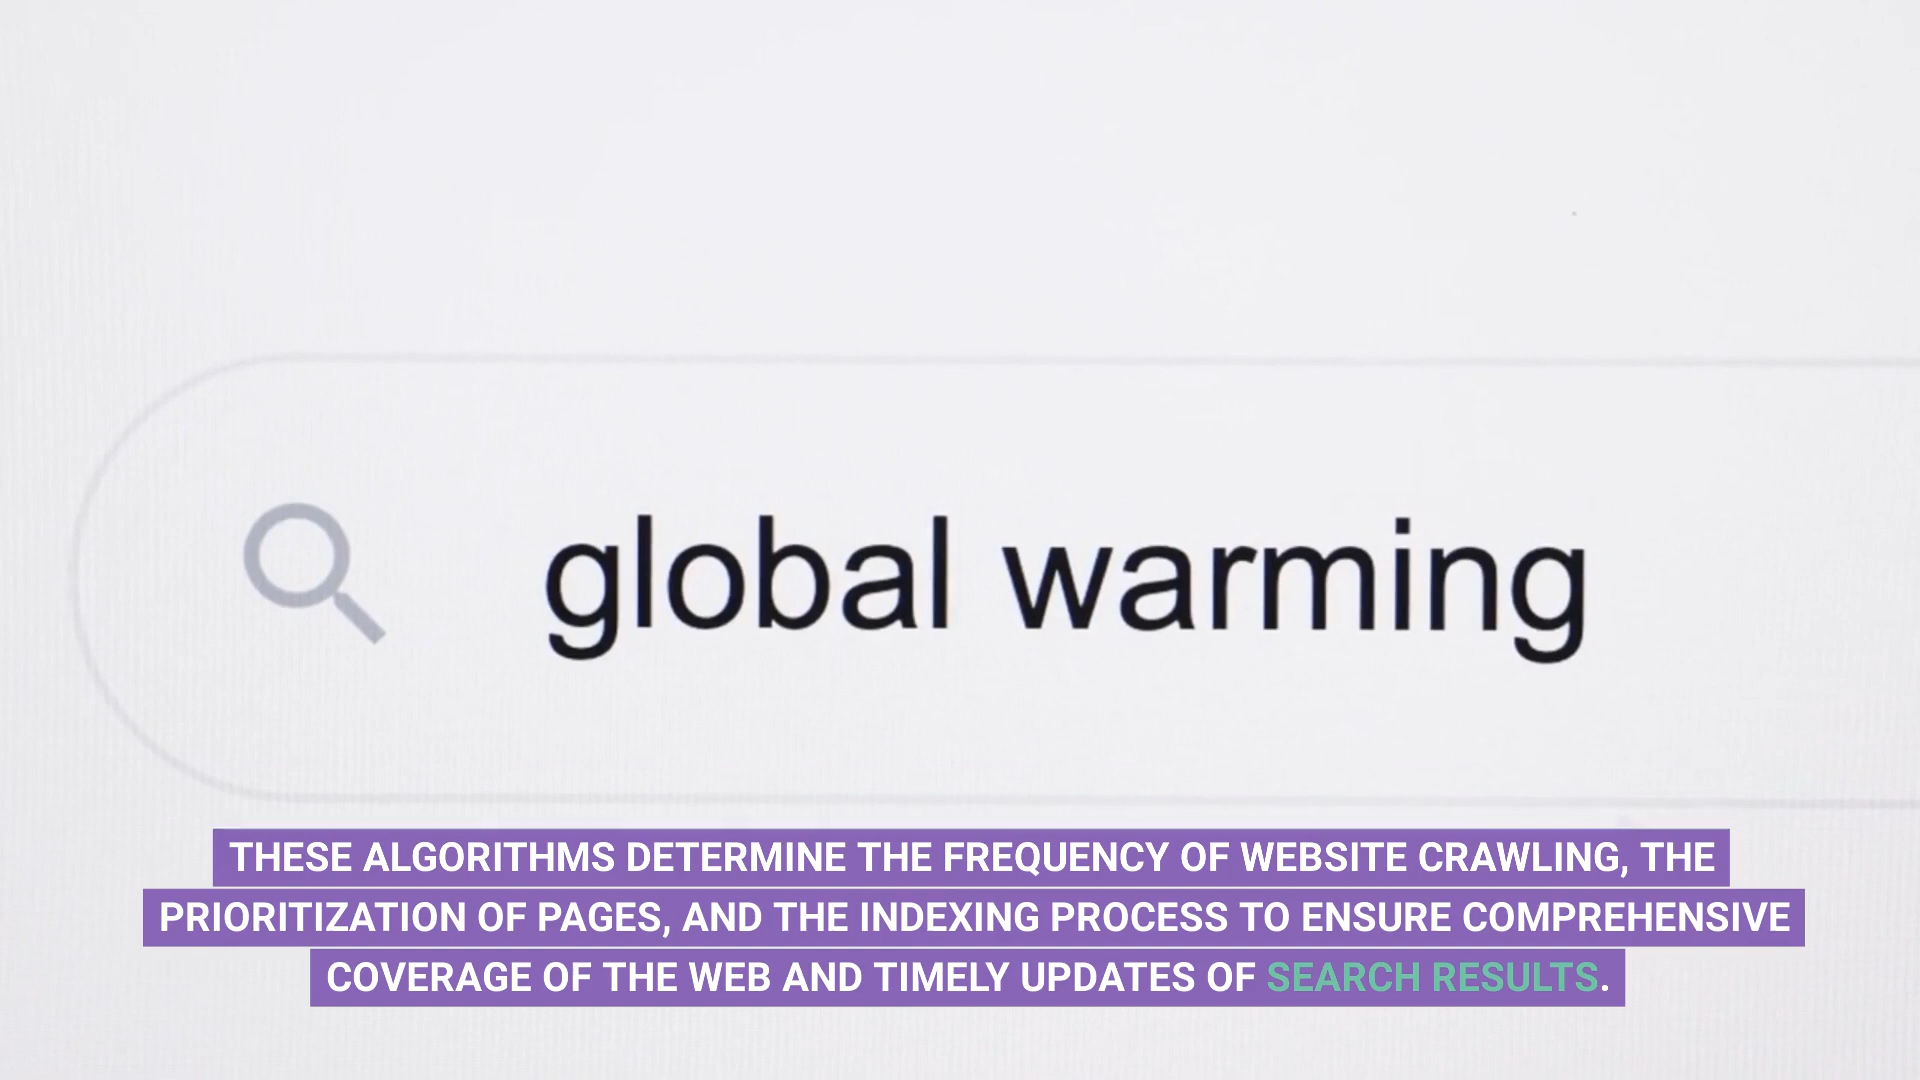 global warming
THESE ALGORITHMS DETERMINE THE FREQUENCY OF WEBSITE CRAWLING, THE
PRIORITIZATION OF PAGES, AND THE INDEXING PROCESS TO ENSURE COMPREHENSIVE
COVERAGE OF THE WEB AND TIMELY UPDATES OF SEARCH RESULTS.